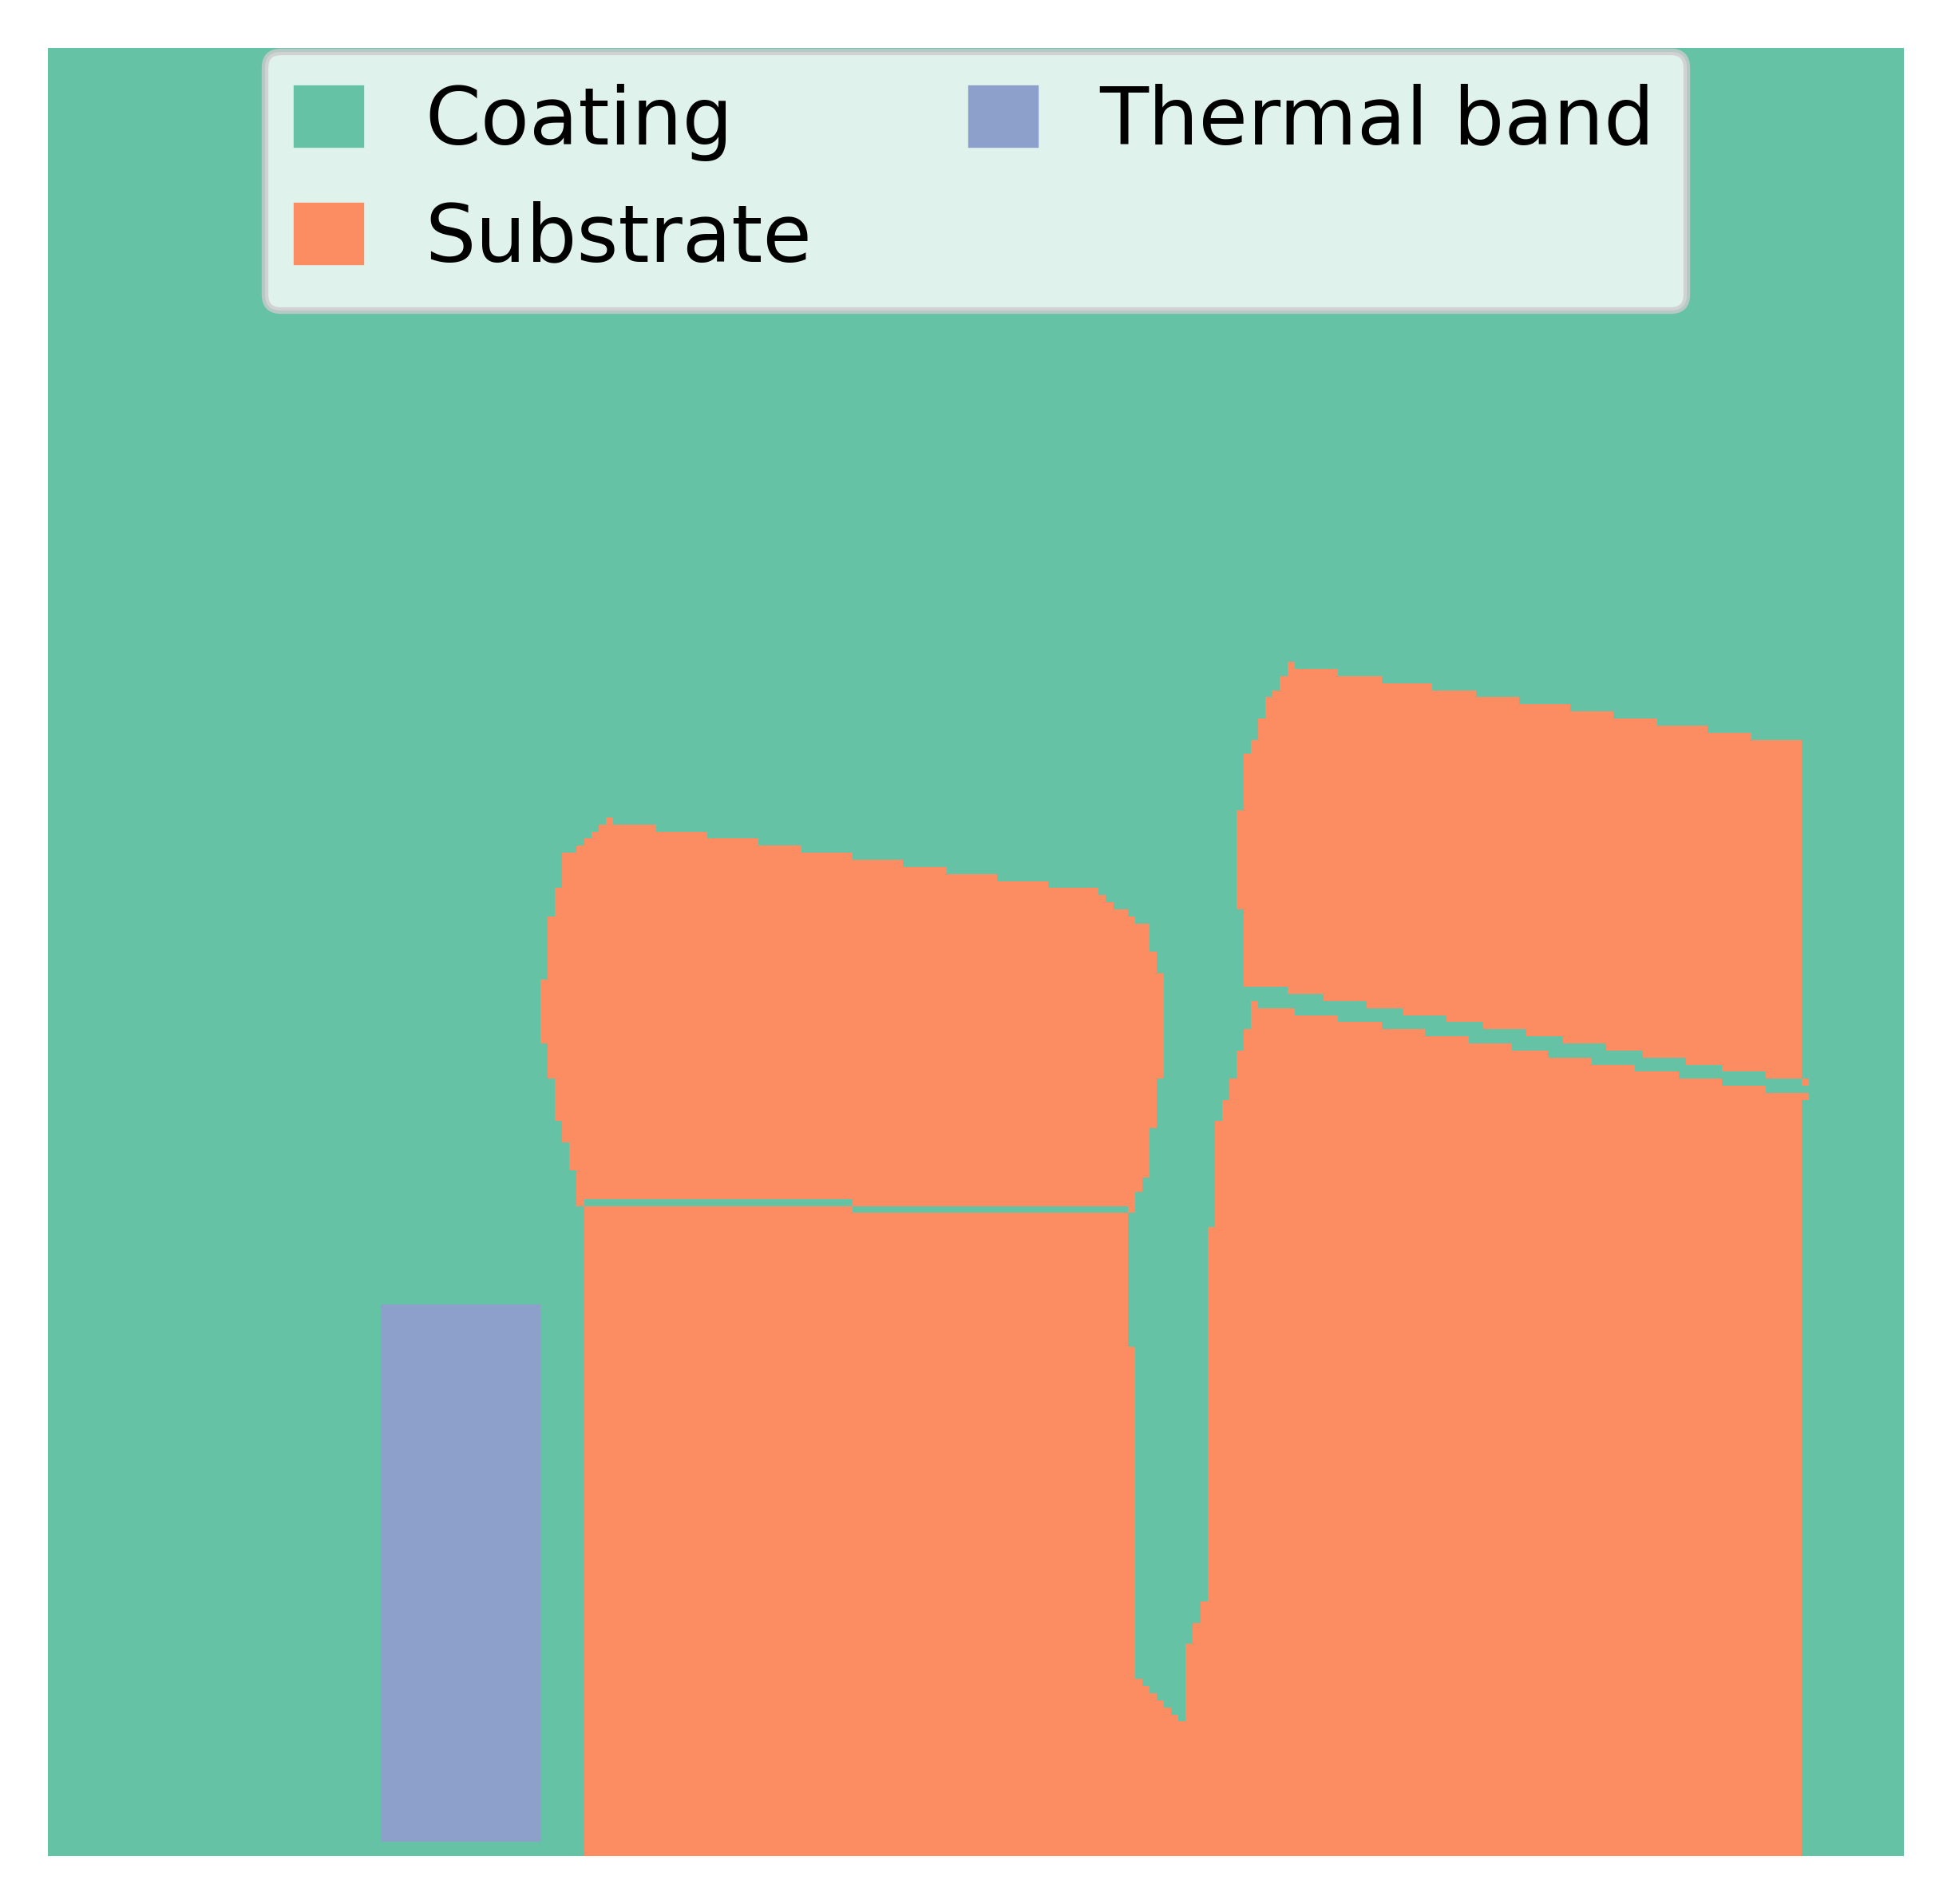 Coating
Substrate
Thermal band